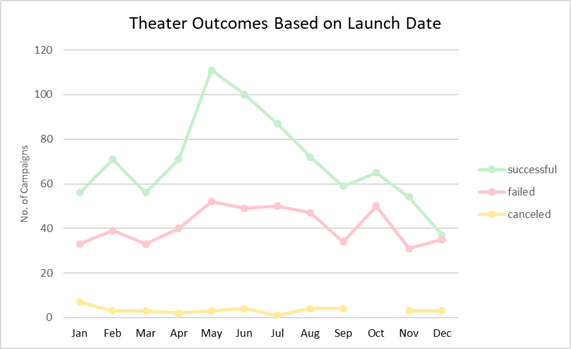 Theater Outcomes Based on Launch Date
120
100
80
60
40
20
0
No. of Campaigns
Jan Feb Mar Apr May Jun Jul Aug Sep Oct Nov Dec
successful
failed
canceled